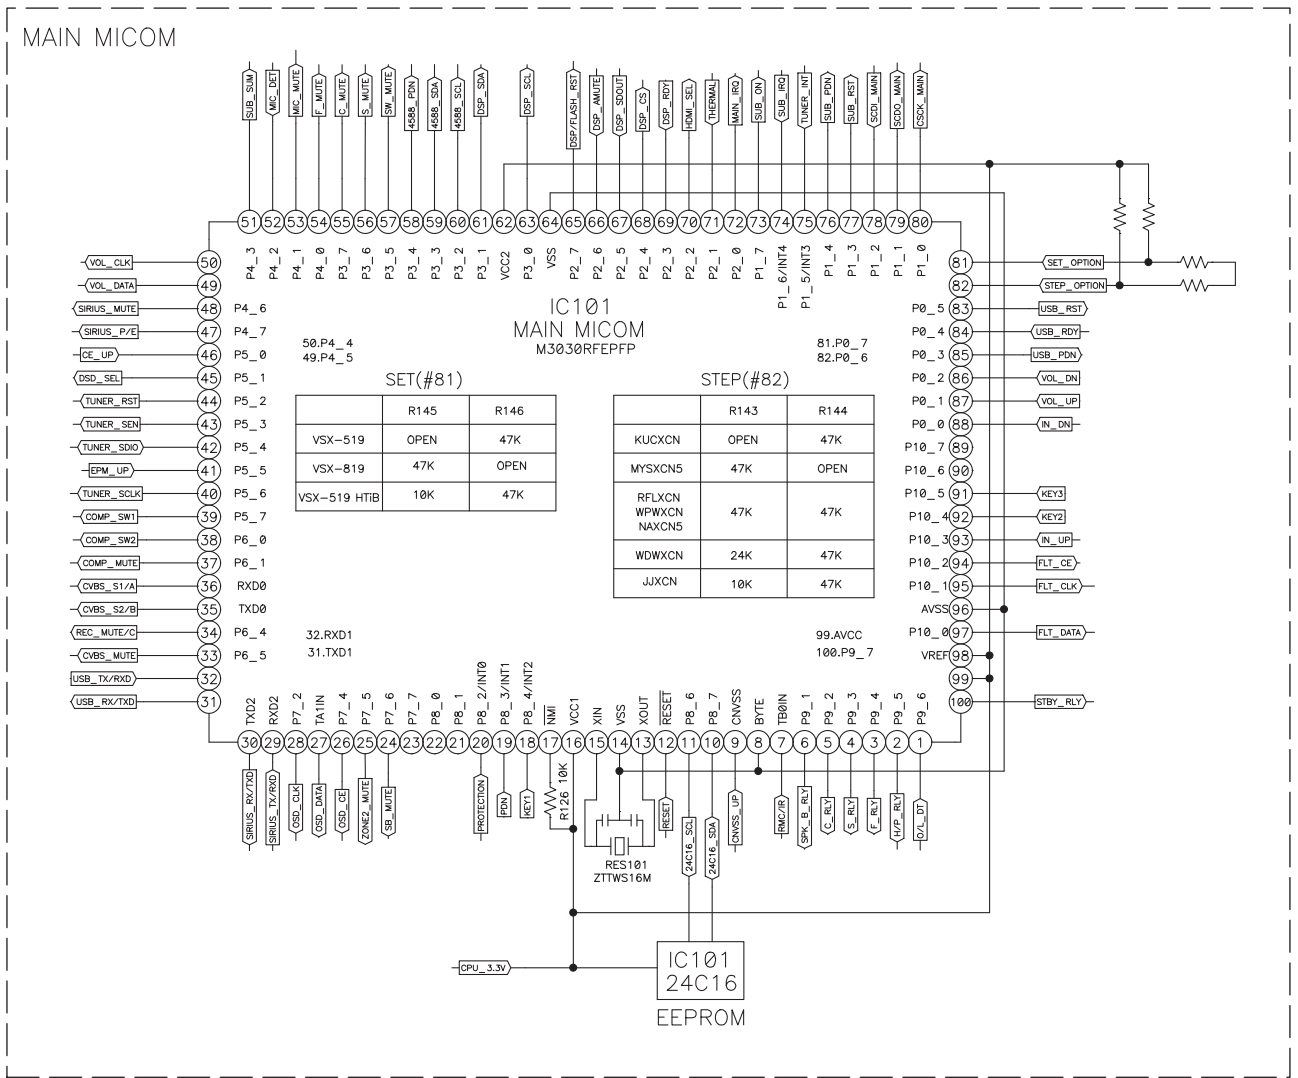 MAIN MICOM
SUB_SUM
MIC_DET
MIC_MUTE
F_MUTE
C_MUTE
S_MUTE
SW_MUTE
4588_PDN
4588_SDA
4588_SCL
DSP_SDA
DSP_SCL
DSP/FLASH_RST
DSP_AMUTE
DSP_SDOUT
DSP_CS
DSP_RDY
HDMI_SEL
THERMAL
MAIN_IRQ
SUB_ON
SUB_IRQ
TUNER_INT
SUB_PDN
SUB_RST
SCDI_MAIN
SCDO_MAIN
CSCK_MAIN
51 52 53 54 55 56 57 58 59 60 61 62 63 64 65 66 67 68 69 70 71 72 73 74 75 76 77 78 79 80
P4_3 P4_2 P4_1 P4_0 P3_7 P3_6 P3_5 P3_4 P3_3 P3_2 P3_1 VCC2 P3_0 VSS P2_7 P2_6 P2_5 P2_4 P2_3 P2_2 P2_1 P2_0 P1_7 P1_6/INT4 P1_5/INT3 P1_4 P1_3 P1_2 P1_1 P1_0
VOL_CLK 50
VOL_DATA 49
SIRIUS_MUTE 48 P4_6
SIRIUS_P/E 47 P4_7
CE_UP 46 P5_0
DSD_SEL 45 P5_1
TUNER_RST 44 P5_2
TUNER_SEN 43 P5_3
TUNER_SDIO 42 P5_4
EPM_UP 41 P5_5
TUNER_SCLK 40 P5_6
COMP_SW1 39 P5_7
COMP_SW2 38 P6_0
COMP_MUTE 37 P6_1
CVBS_S1/A 36 RXD0
CVBS_S2/B 35 TXD0
REC_MUTE/C 34 P6_4
CVBS_MUTE 33 P6_5
USB_TX/RXD 32
USB_RX/TXD 31
IC101
MAIN MICOM
M3030RFEPFP
50.P4_4
49.P4_5
81.P0_7
82.P0_6
SET(#81)
R145 R146
VSX-519 OPEN 47K
VSX-819 47K OPEN
VSX-519 HTiB 10K 47K
STEP(#82)
R143 R144
KUCXCN OPEN 47K
MYSXCN5 47K OPEN
RFLXCN
WPWXCN 47K 47K
NAXCN5
WDWXCN 24K 47K
JJXCN 10K 47K
32.RXD1
31.TXD1
99.AVCC
100.P9_7
81 SET_OPTION
82 STEP_OPTION
P0_5 83 USB_RST
P0_4 84 USB_RDY
P0_3 85 USB_PDN
P0_2 86 VOL_DN
P0_1 87 VOL_UP
P0_0 88 IN_DN
P10_7 89
P10_6 90
P10_5 91 KEY3
P10_4 92 KEY2
P10_3 93 IN_UP
P10_2 94 FLT_CE
P10_1 95 FLT_CLK
AVSS 96
P10_0 97 FLT_DATA
VREF 98
99
100 STBY_RLY
TXD2 RXD2 P7_2 TA1IN P7_4 P7_5 P7_6 P7_7 P8_0 P8_1 P8_2/INT0 P8_3/INT1 P8_4/INT2 NMI VCC1 XIN VSS XOUT RESET P8_6 P8_7 CNVSS BYTE TB0IN P9_1 P9_2 P9_3 P9_4 P9_5 P9_6
30 29 28 27 26 25 24 23 22 21 20 19 18 17 16 15 14 13 12 11 10 9 8 7 6 5 4 3 2 1
SIRIUS_RX/TXD
SIRIUS_TX/RXD
OSD_CLK
OSD_DATA
OSD_CE
ZONE2_MUTE
SB_MUTE
PROTECTION
PDN
KEY1
R126 10K
RESET
24C16_SCL
24C16_SDA
CNVSS_UP
RMC/IR
SPK_B_RLY
C_RLY
S_RLY
F_RLY
H/P_RLY
O/L_DT
RES101
ZTTWS16M
CPU_3.3V
IC101
24C16
EEPROM